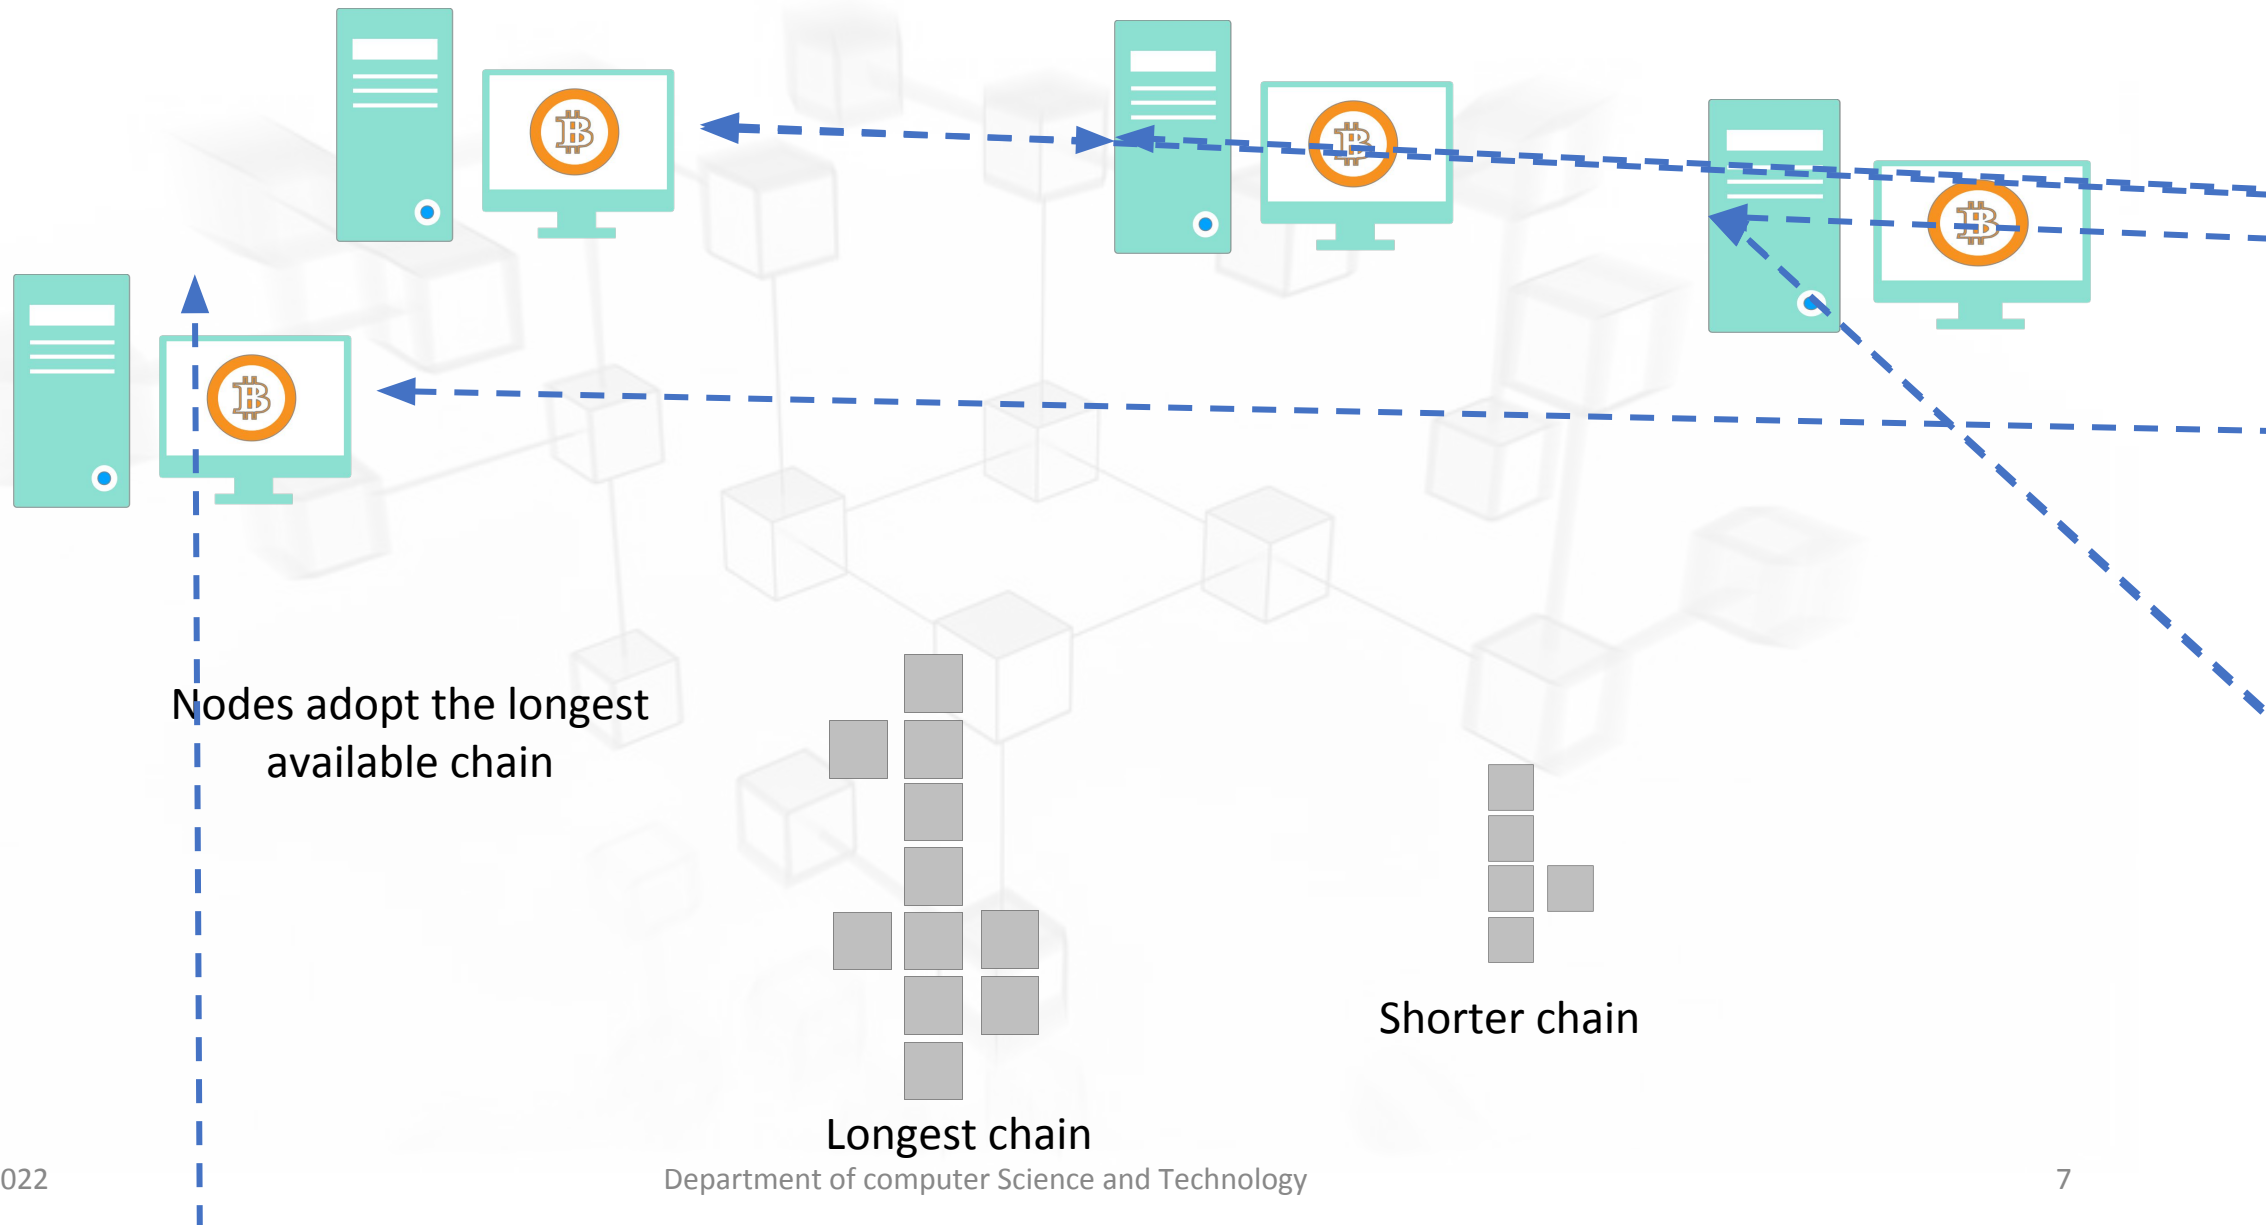 Nodes adopt the longest
available chain
Shorter chain
Longest chain
022
Department of computer Science and Technology
7